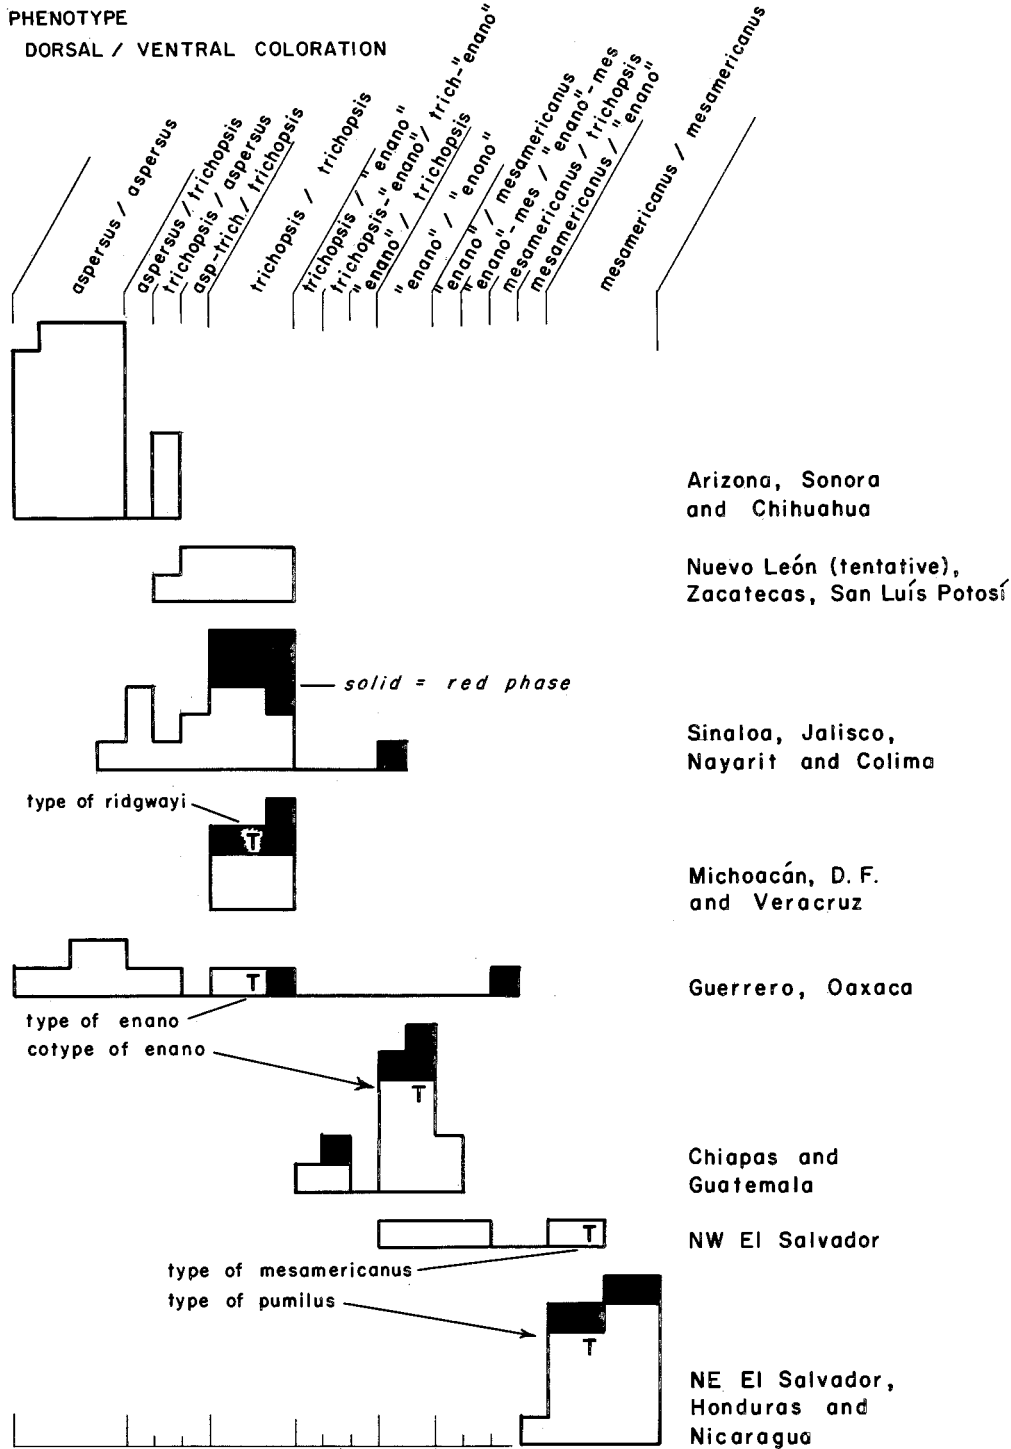 PHENOTYPE
DORSAL / VENTRAL COLORATION
aspersus / aspersus
aspersus / trichopsis
trichopsis / aspersus
asp-trich / trichopsis
trichopsis / trichopsis
trichopsis / "enano"
trichopsis-"enano" / trich-"enano"
"enano" / trichopsis
"enano" / "enono"
"enano" / mesamericanus
"enano"-mes / "enano"-mes
mesamericanus / trichopsis
mesamericanus / "enano"
mesamericanus / mesamericanus
Arizona, Sonora
and Chihuahua
Nuevo León (tentative),
Zacatecas, San Luís Potosí
solid = red phase
Sinaloa, Jalisco,
Nayarit and Colima
type of ridgwayi
T
Michoacán, D.F.
and Veracruz
T
Guerrero, Oaxaca
type of enano
cotype of enano
T
Chiapas and
Guatemala
T
NW El Salvador
type of mesamericanus
type of pumilus
T
NE El Salvador,
Honduras and
Nicaragua